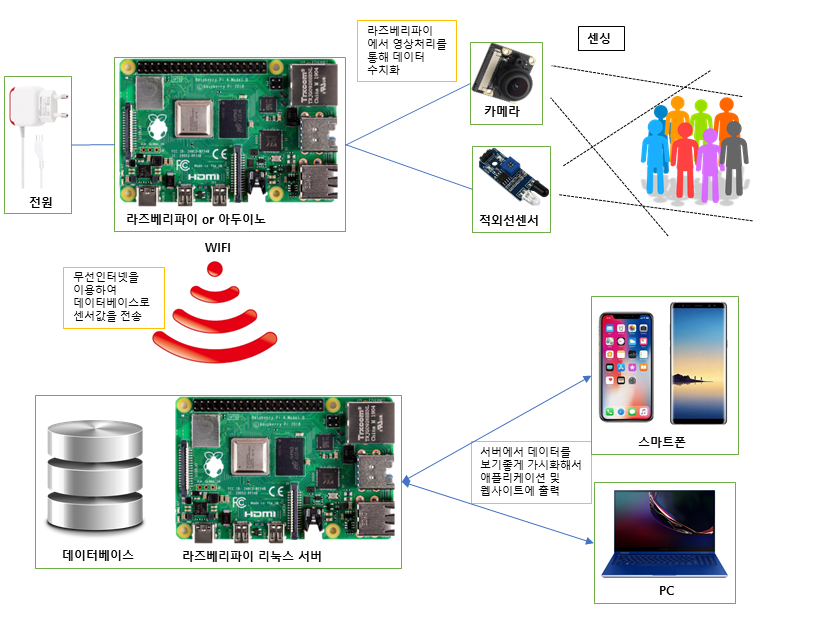 라즈베리파이
에서 영상처리를
통해 데이터
수치화
센싱
카메라
전원
라즈베리파이 or 아두이노
적외선센서
WIFI
무선인터넷을
이용하여
데이터베이스로
센서값을 전송
스마트폰
서버에서 데이터를
보기좋게 가시화해서
애플리케이션 및
웹사이트에 출력
데이터베이스
라즈베리파이 리눅스 서버
PC
HDMI
HDMI